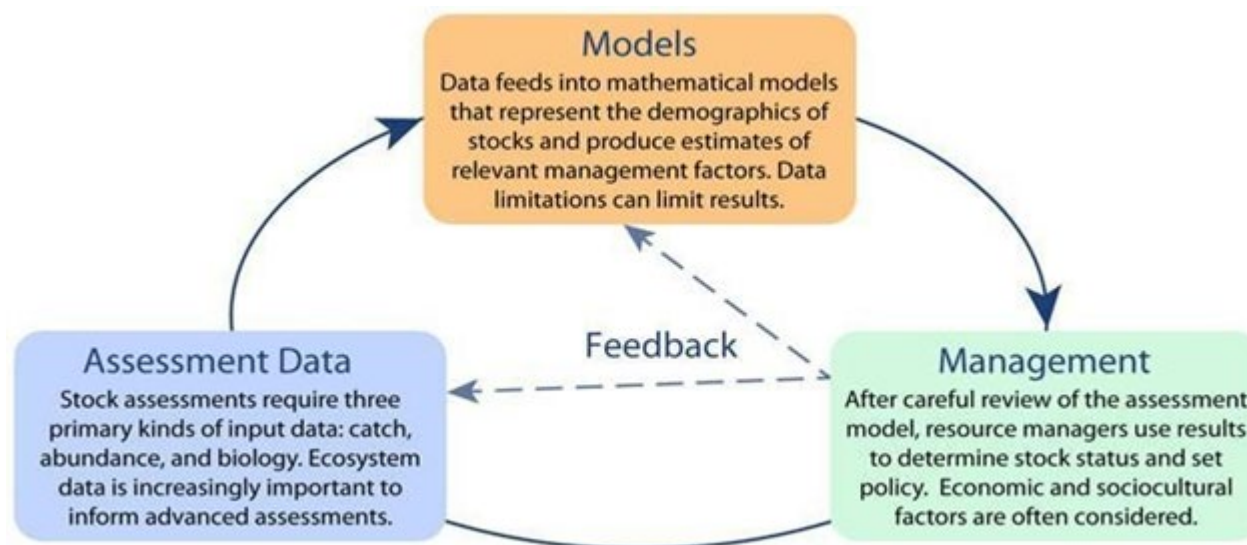 Models
Data feeds into mathematical models
that represent the demographics of
stocks and produce estimates of
relevant management factors. Data
limitations can limit results.
Feedback
Assessment Data
Stock assessments require three
primary kinds of input data: catch,
abundance, and biology. Ecosystem
data is increasingly important to
inform advanced assessments.
Management
After careful review of the assessment
model, resource managers use results
to determine stock status and set
policy. Economic and sociocultural
factors are often considered.